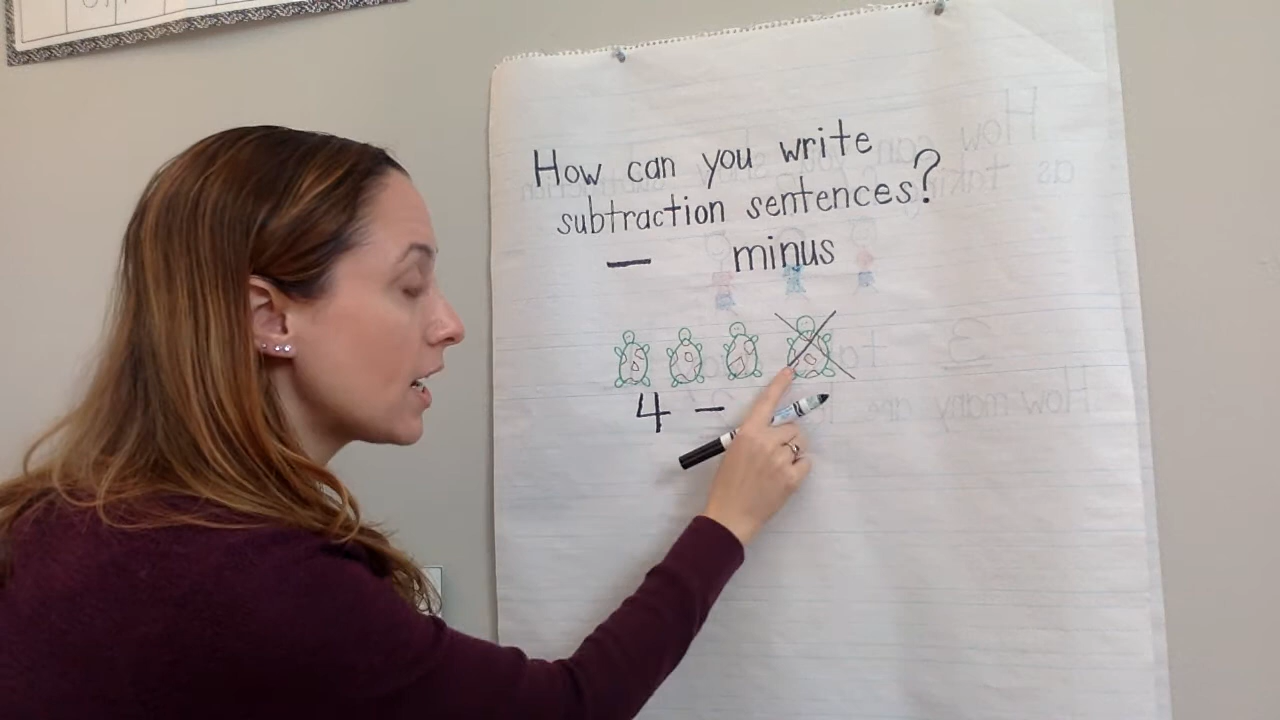 How can you write
subtraction sentences?
— minus
4 –